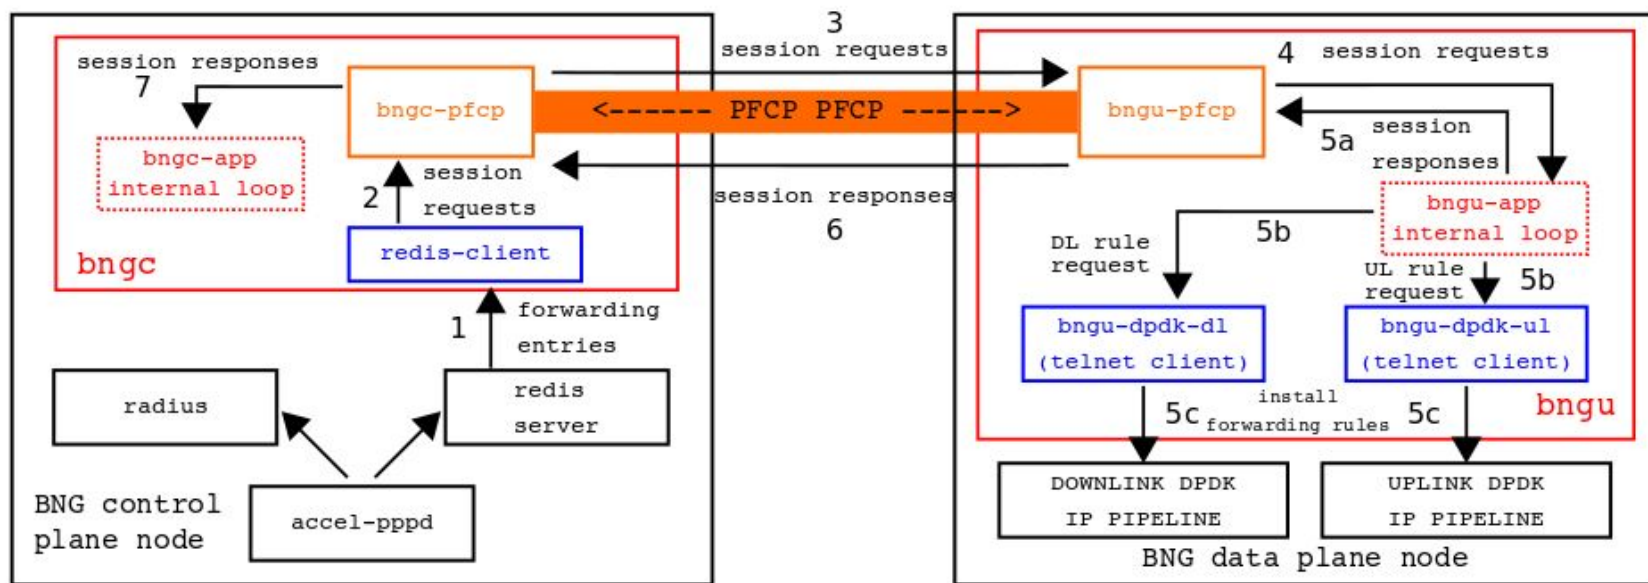 3
session requests
session responses
7
bngc-pfcp
<------ PFCP PFCP ------>
bngu-pfcp
4
session requests
5a
session
responses
bngc-app
internal loop
2
session
requests
session responses
6
bngu-app
internal loop
redis-client
bngc
DL rule
request
5b
UL rule
request
5b
1
forwarding
entries
bngu-dpdk-dl
(telnet client)
bngu-dpdk-ul
(telnet client)
radius
redis
server
5c
install
forwarding rules
5c
bngu
BNG control
plane node
accel-pppd
DOWNLINK DPDK
IP PIPELINE
UPLINK DPDK
IP PIPELINE
BNG data plane node